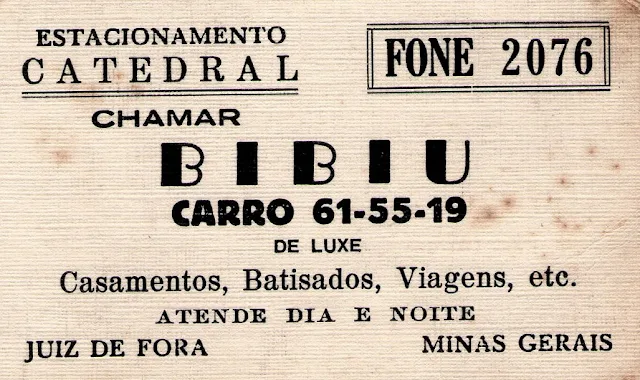 ESTACIONAMENTO
CATEDRAL
FONE 2076
CHAMAR
BIBIU
CARRO 61-55-19
DE LUXE
Casamentos, Batisados, Viagens, etc.
ATENDE DIA E NOITE
JUIZ DE FORA
MINAS GERAIS